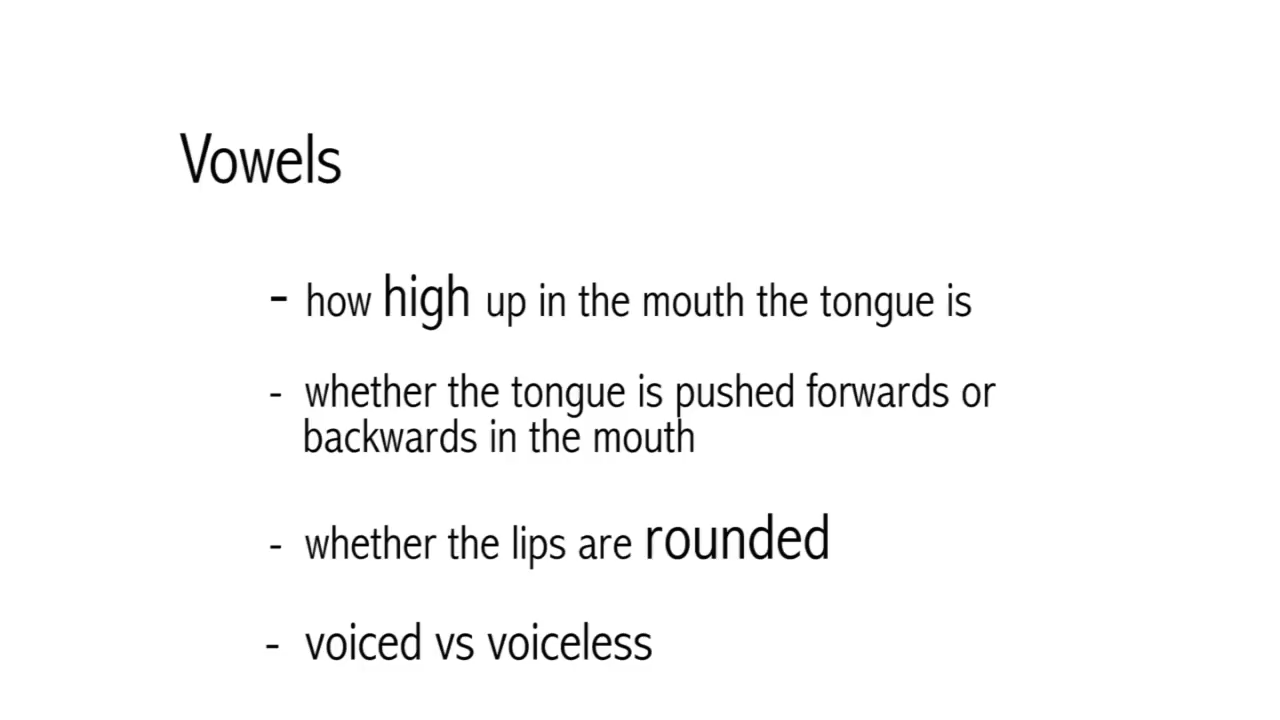 Vowels
- how high up in the mouth the tongue is
- whether the tongue is pushed forwards or
backwards in the mouth
- whether the lips are rounded
- voiced vs voiceless